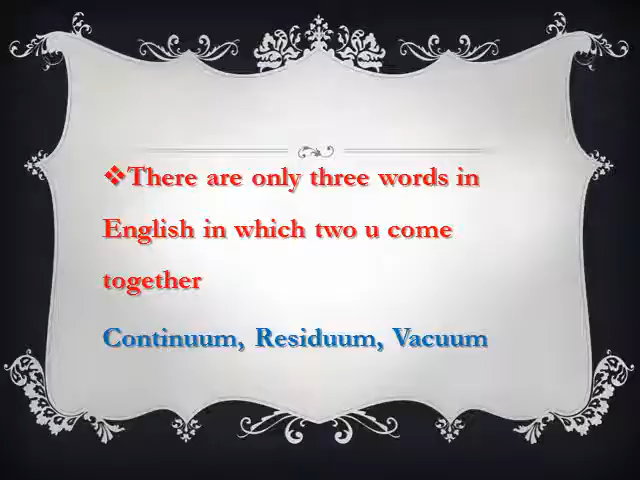 ❖There are only three words in
English in which two u come
together
Continuum, Residuum, Vacuum